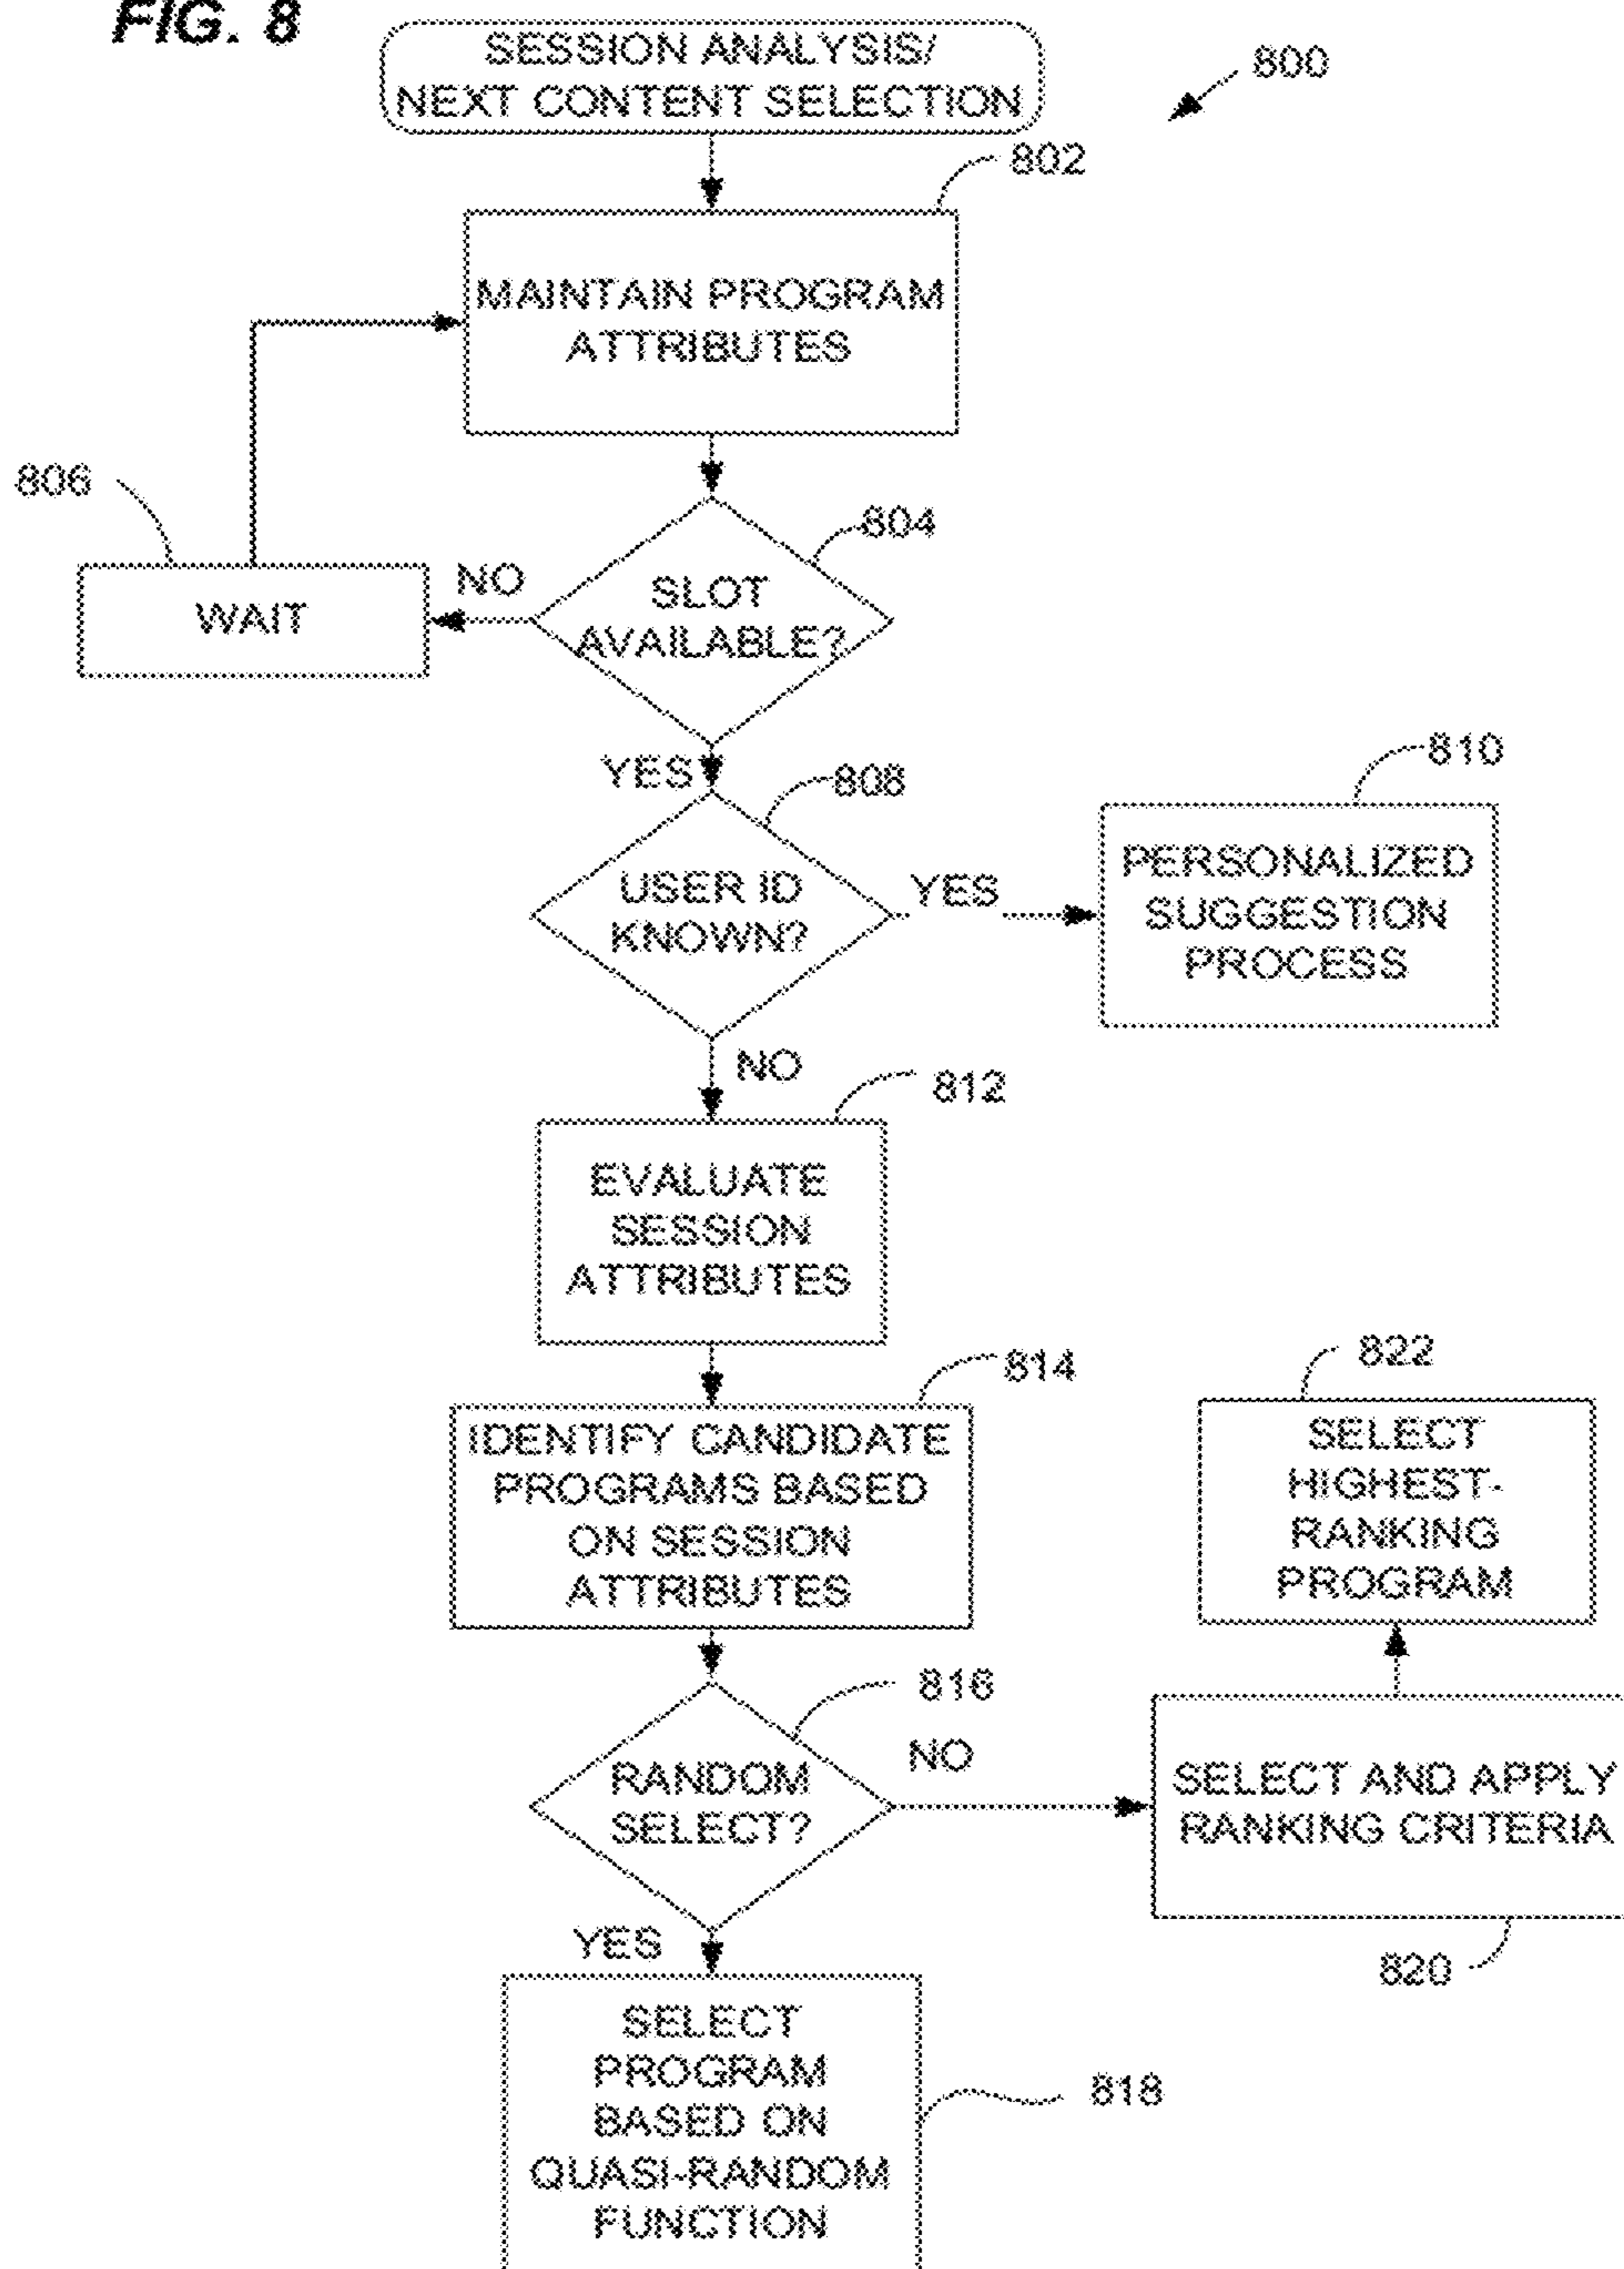 FIG. 8
SESSION ANALYSIS/
NEXT CONTENT SELECTION
800
802
MAINTAIN PROGRAM
ATTRIBUTES
806
804
WAIT
NO
SLOT
AVAILABLE?
YES
808
810
USER ID
KNOWN?
YES
PERSONALIZED
SUGGESTION
PROCESS
NO
812
EVALUATE
SESSION
ATTRIBUTES
814
822
IDENTIFY CANDIDATE
PROGRAMS BASED
ON SESSION
ATTRIBUTES
SELECT
HIGHEST-
RANKING
PROGRAM
816
NO
RANDOM
SELECT?
SELECT AND APPLY
RANKING CRITERIA
YES
820
SELECT
PROGRAM
BASED ON
QUASI-RANDOM
FUNCTION
818